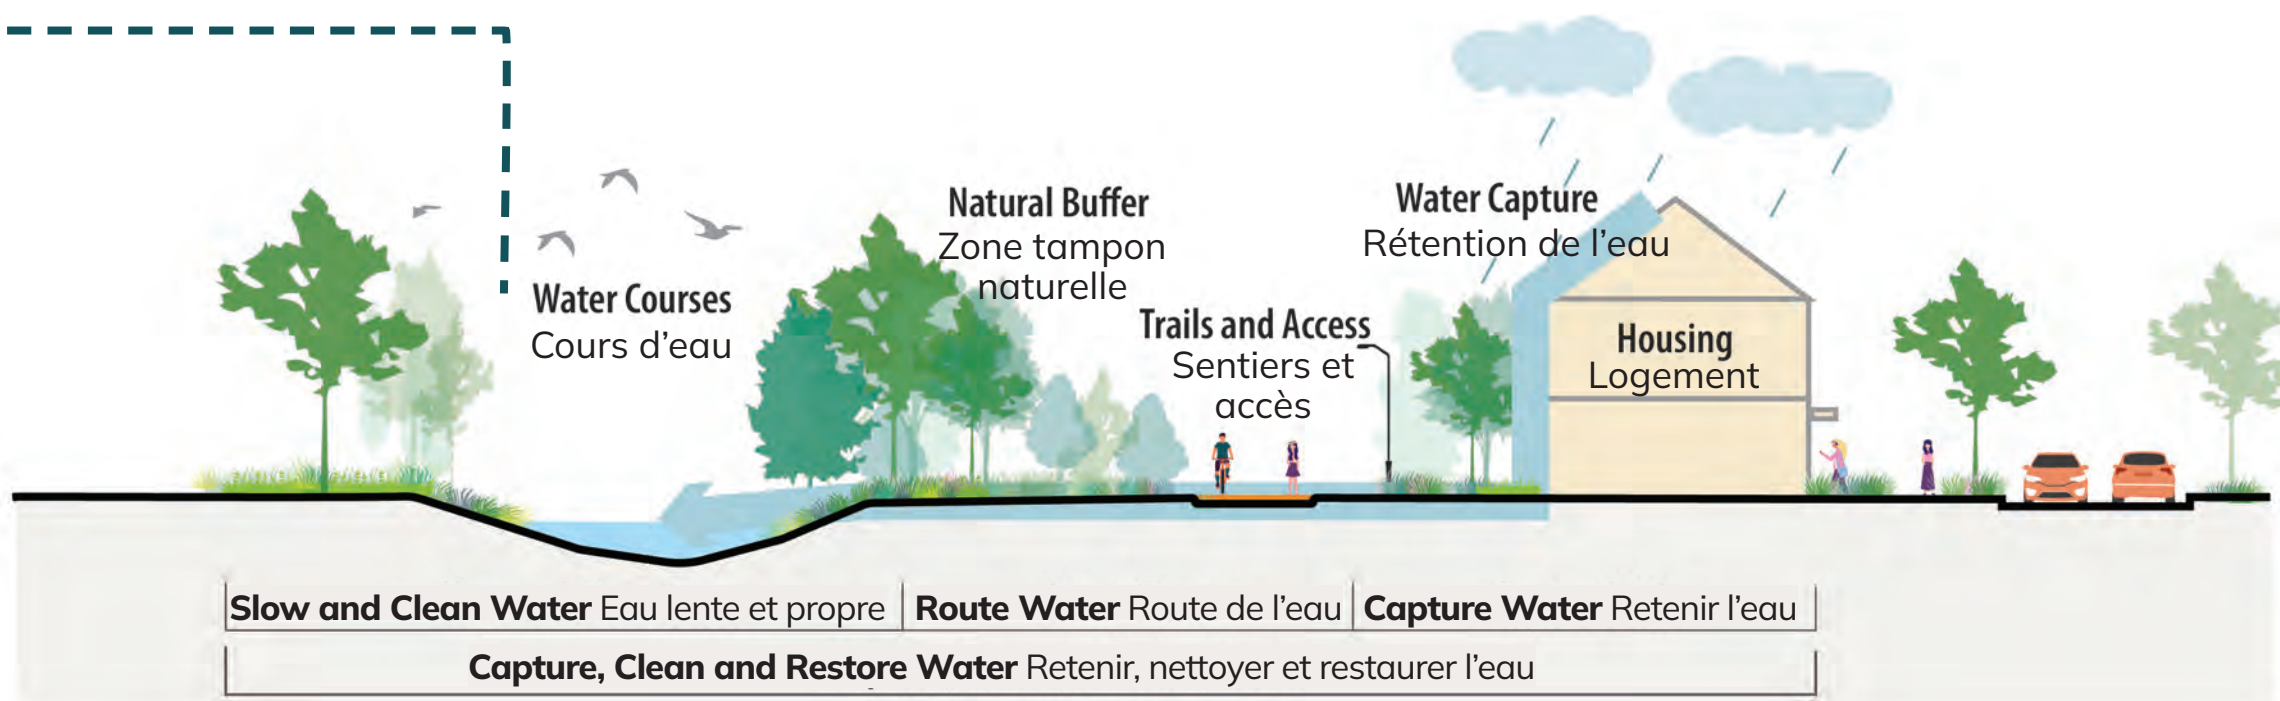 Natural Buffer
Zone tampon
naturelle
Water Capture
Rétention de l'eau
Water Courses
Cours d'eau
Trails and Access
Sentiers et
accès
Housing
Logement
Slow and Clean Water Eau lente et propre
Route Water Route de l'eau
Capture Water Retenir l'eau
Capture, Clean and Restore Water Retenir, nettoyer et restaurer l'eau